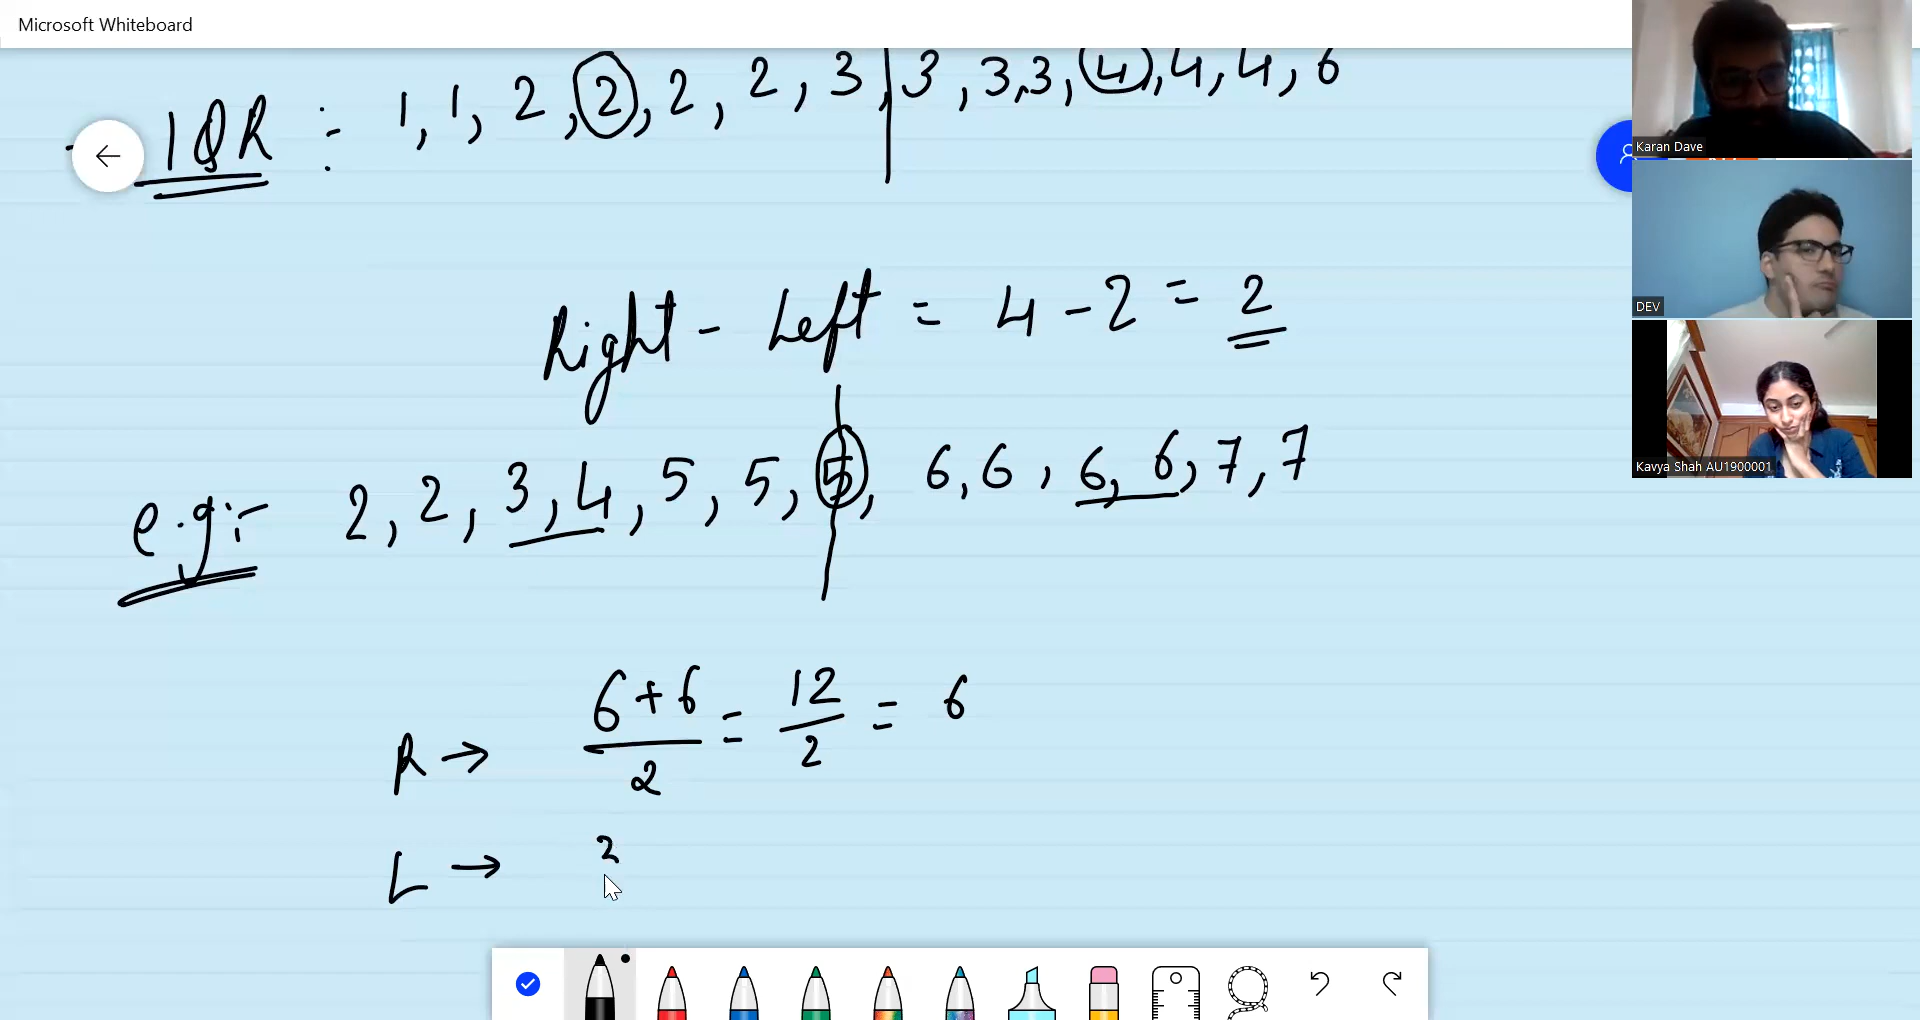 Microsoft Whiteboard
IQR : 1, 1, 2, 2, 2, 2, 3, 3, 3, 3, 4, 4, 4, 6
Right - Left = 4 - 2 = 2
e.g:- 2, 2, 3, 4, 5, 5, 5, 6, 6, 6, 6, 7, 7
R → 6+6/2 = 12/2 = 6
L → 3
Karan Dave
DEV
Kavya Shah AU1900001